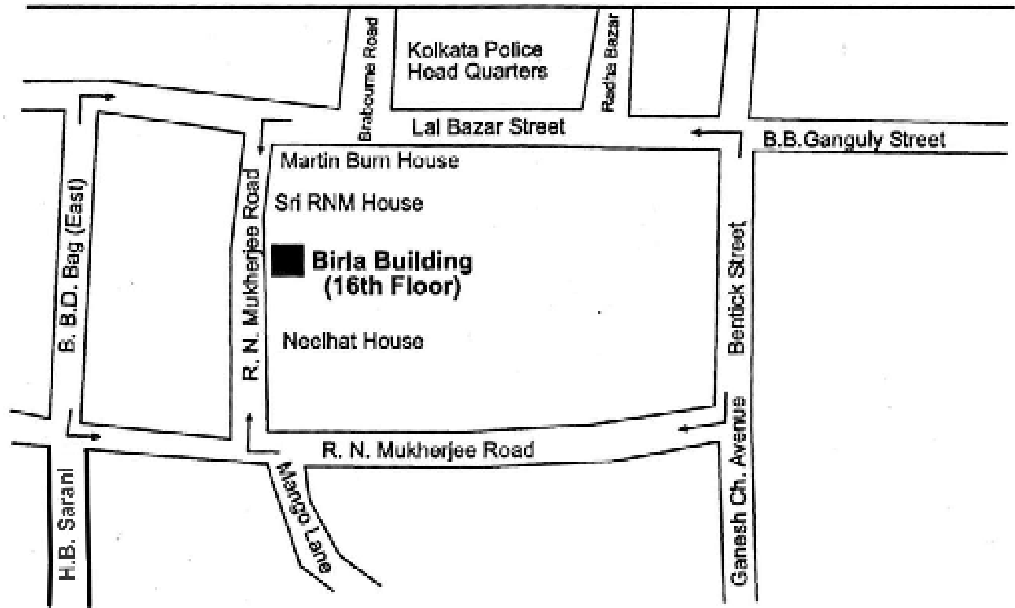 Brabourne Road
Kolkata Police
Head Quarters
Radha Bazar
Lal Bazar Street
B.B.Ganguly Street
Martin Burn House
Sri RNM House
B. B.D. Bag (East)
R. N. Mukherjee Road
Birla Building
(16th Floor)
Bentick Street
Neelhat House
R. N. Mukherjee Road
Ganesh Ch. Avenue
H.B. Sarani
Mango Lane